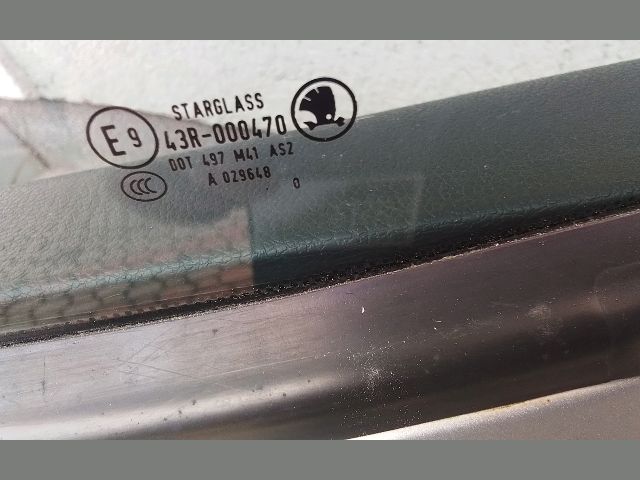 STARGLASS
E9 43R-000470
DOT 497 M41 AS2
CCC A 029648 0